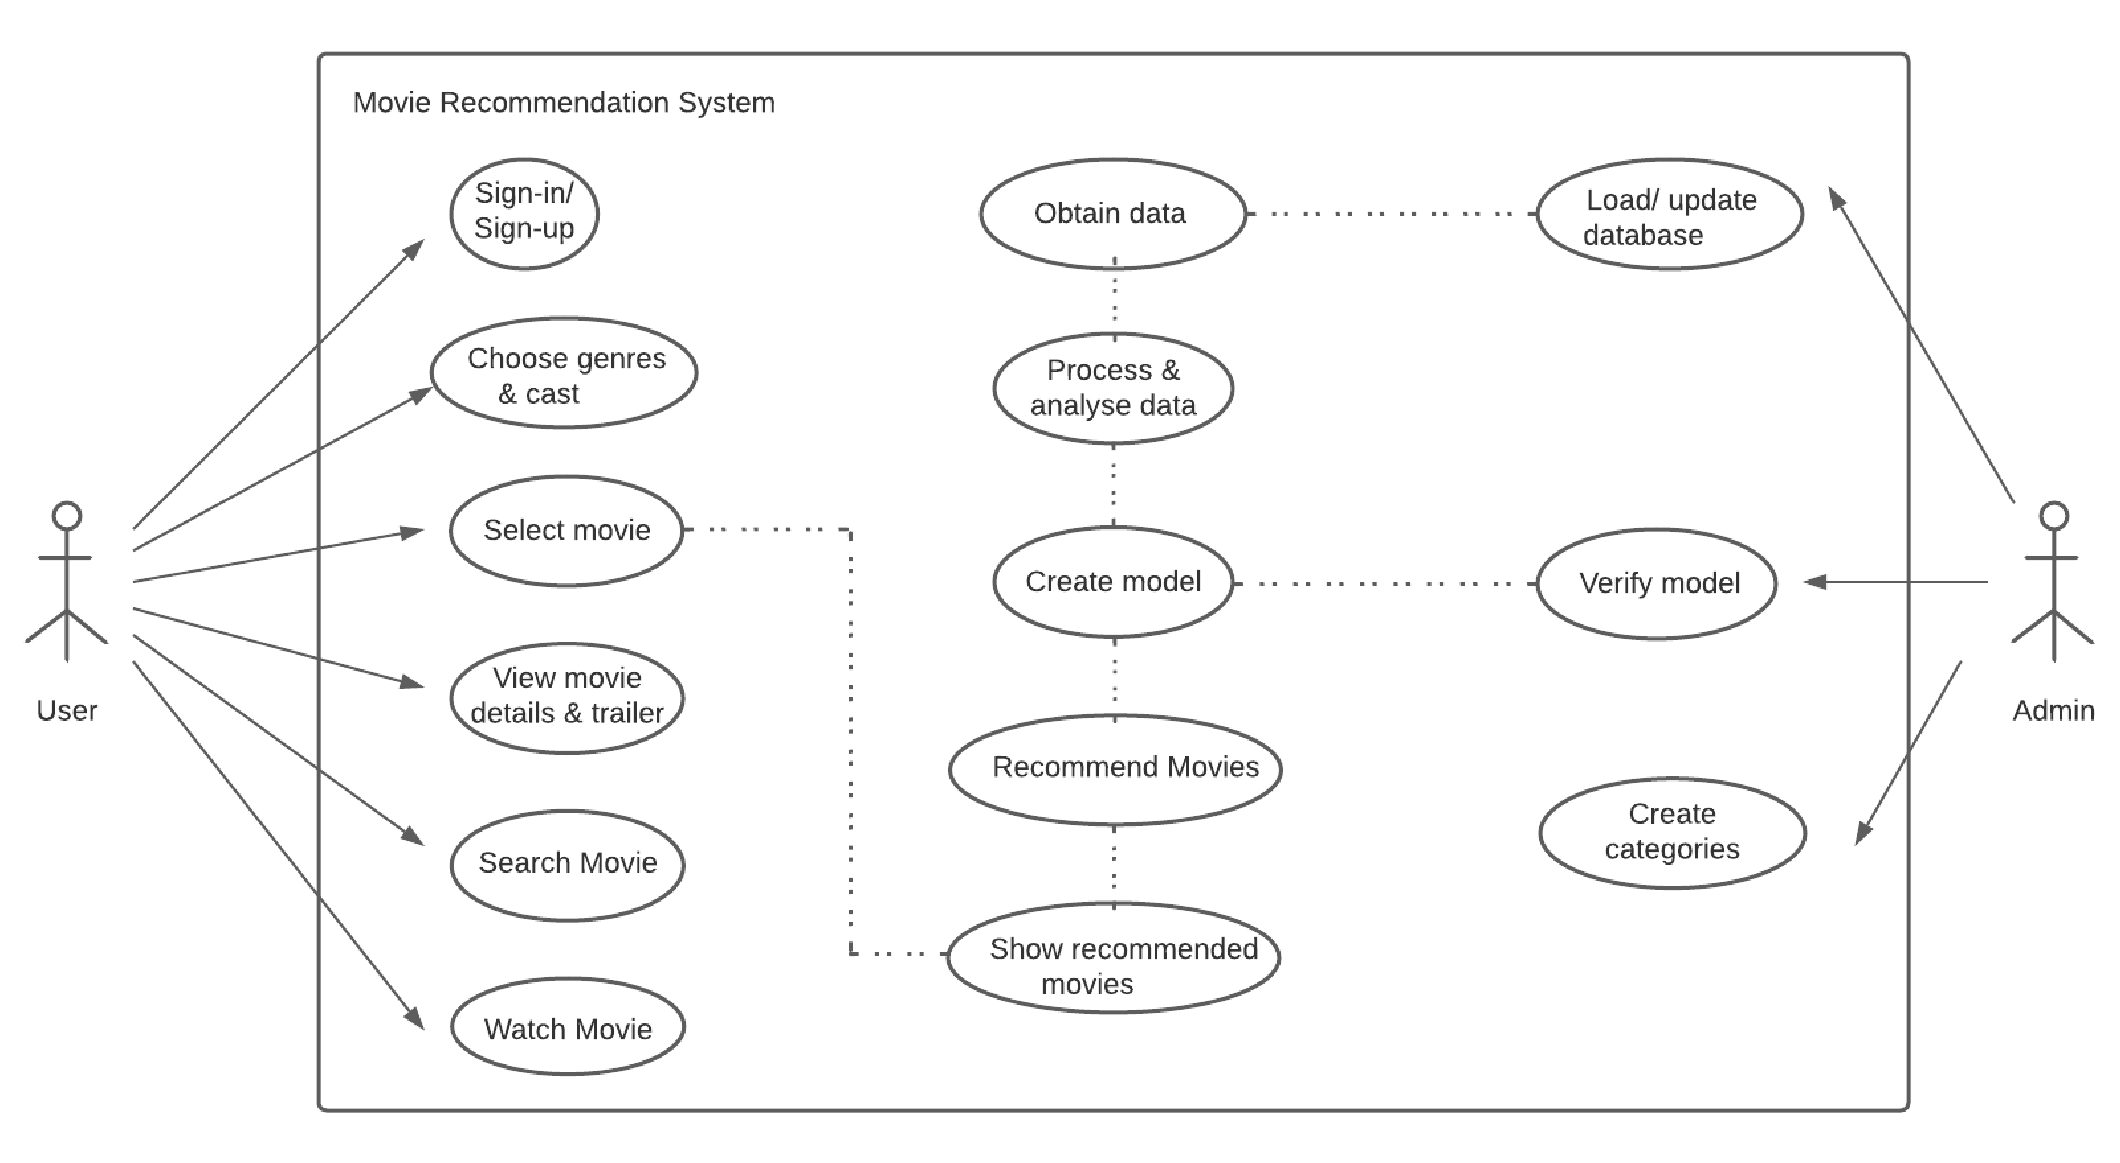 Movie Recommendation System
Sign-in/
Sign-up
Choose genres
& cast
Select movie
View movie
details & trailer
Search Movie
Watch Movie
Obtain data
Process &
analyse data
Create model
Recommend Movies
Show recommended
movies
Load/ update
database
Verify model
Create
categories
User
Admin